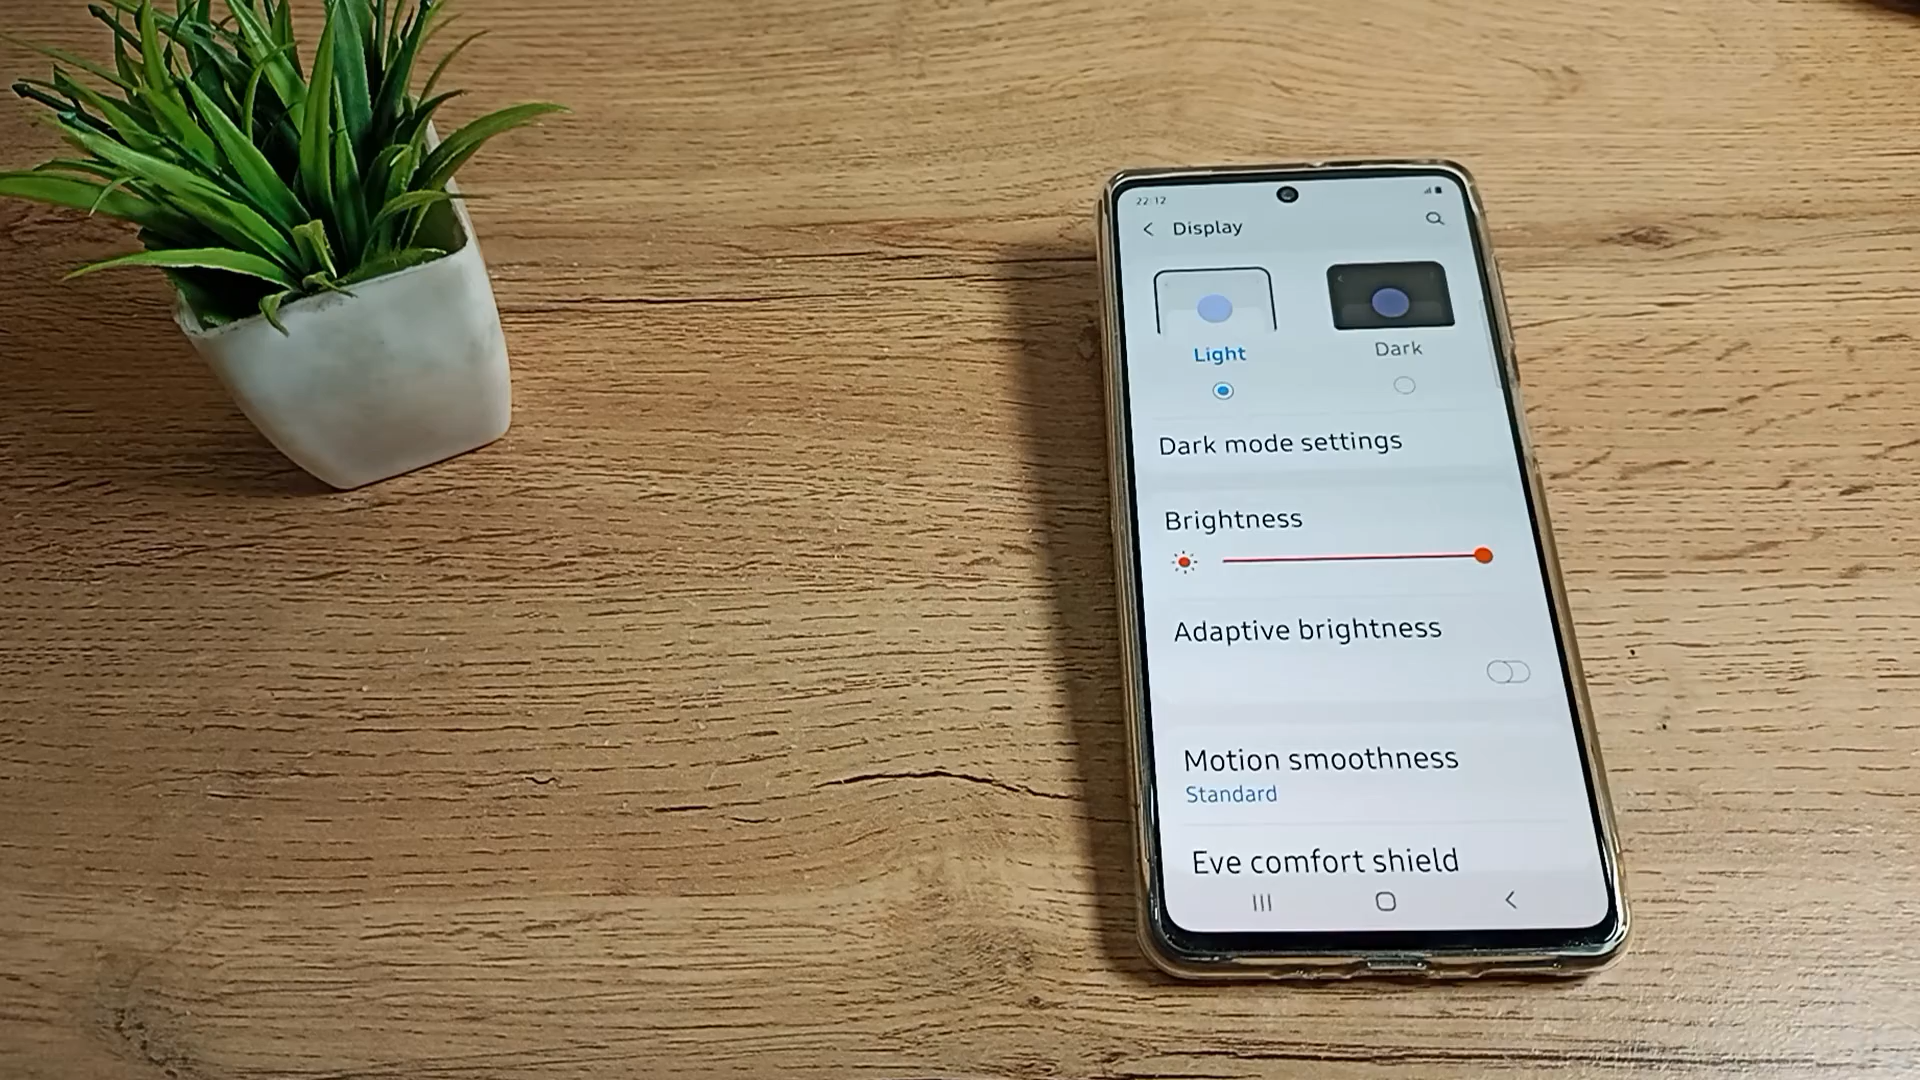 22:12
Display
Light
Dark
Dark mode settings
Brightness
Adaptive brightness
Motion smoothness
Standard
Eye comfort shield